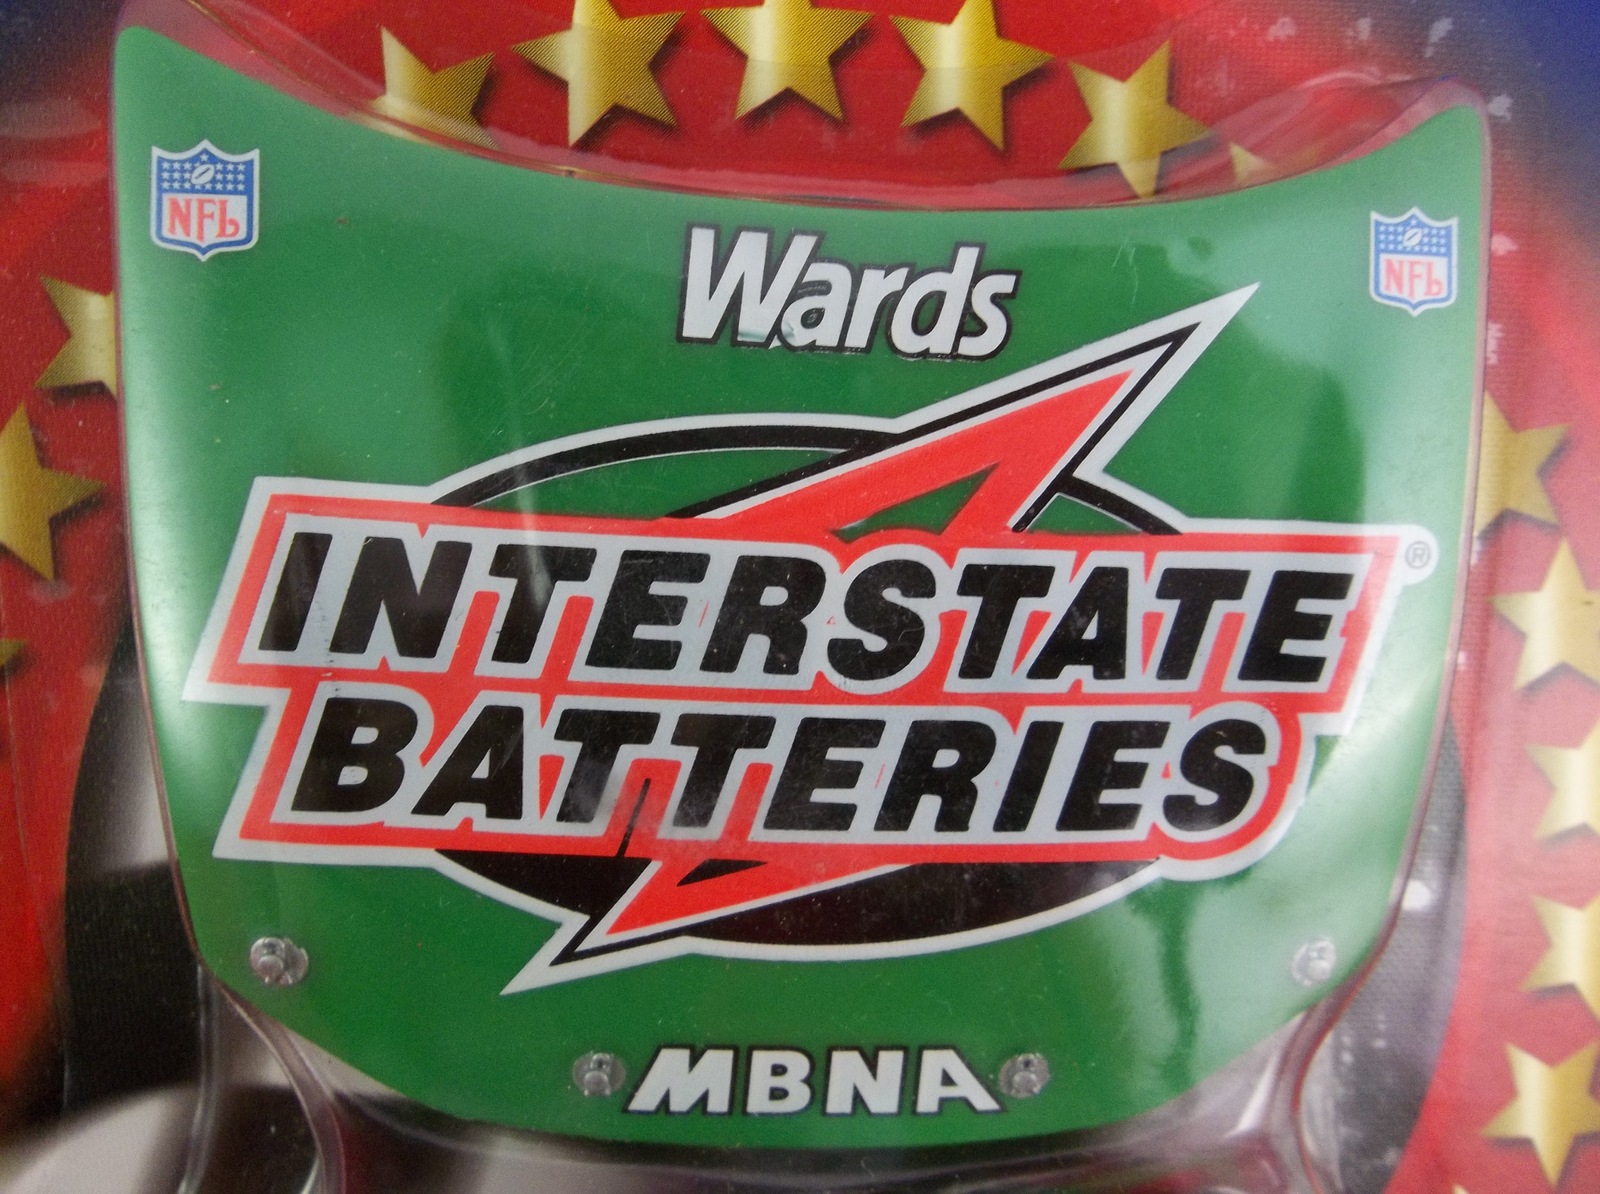 NFL
Wards
NFL
INTERSTATE ®
BATTERIES
MBNA